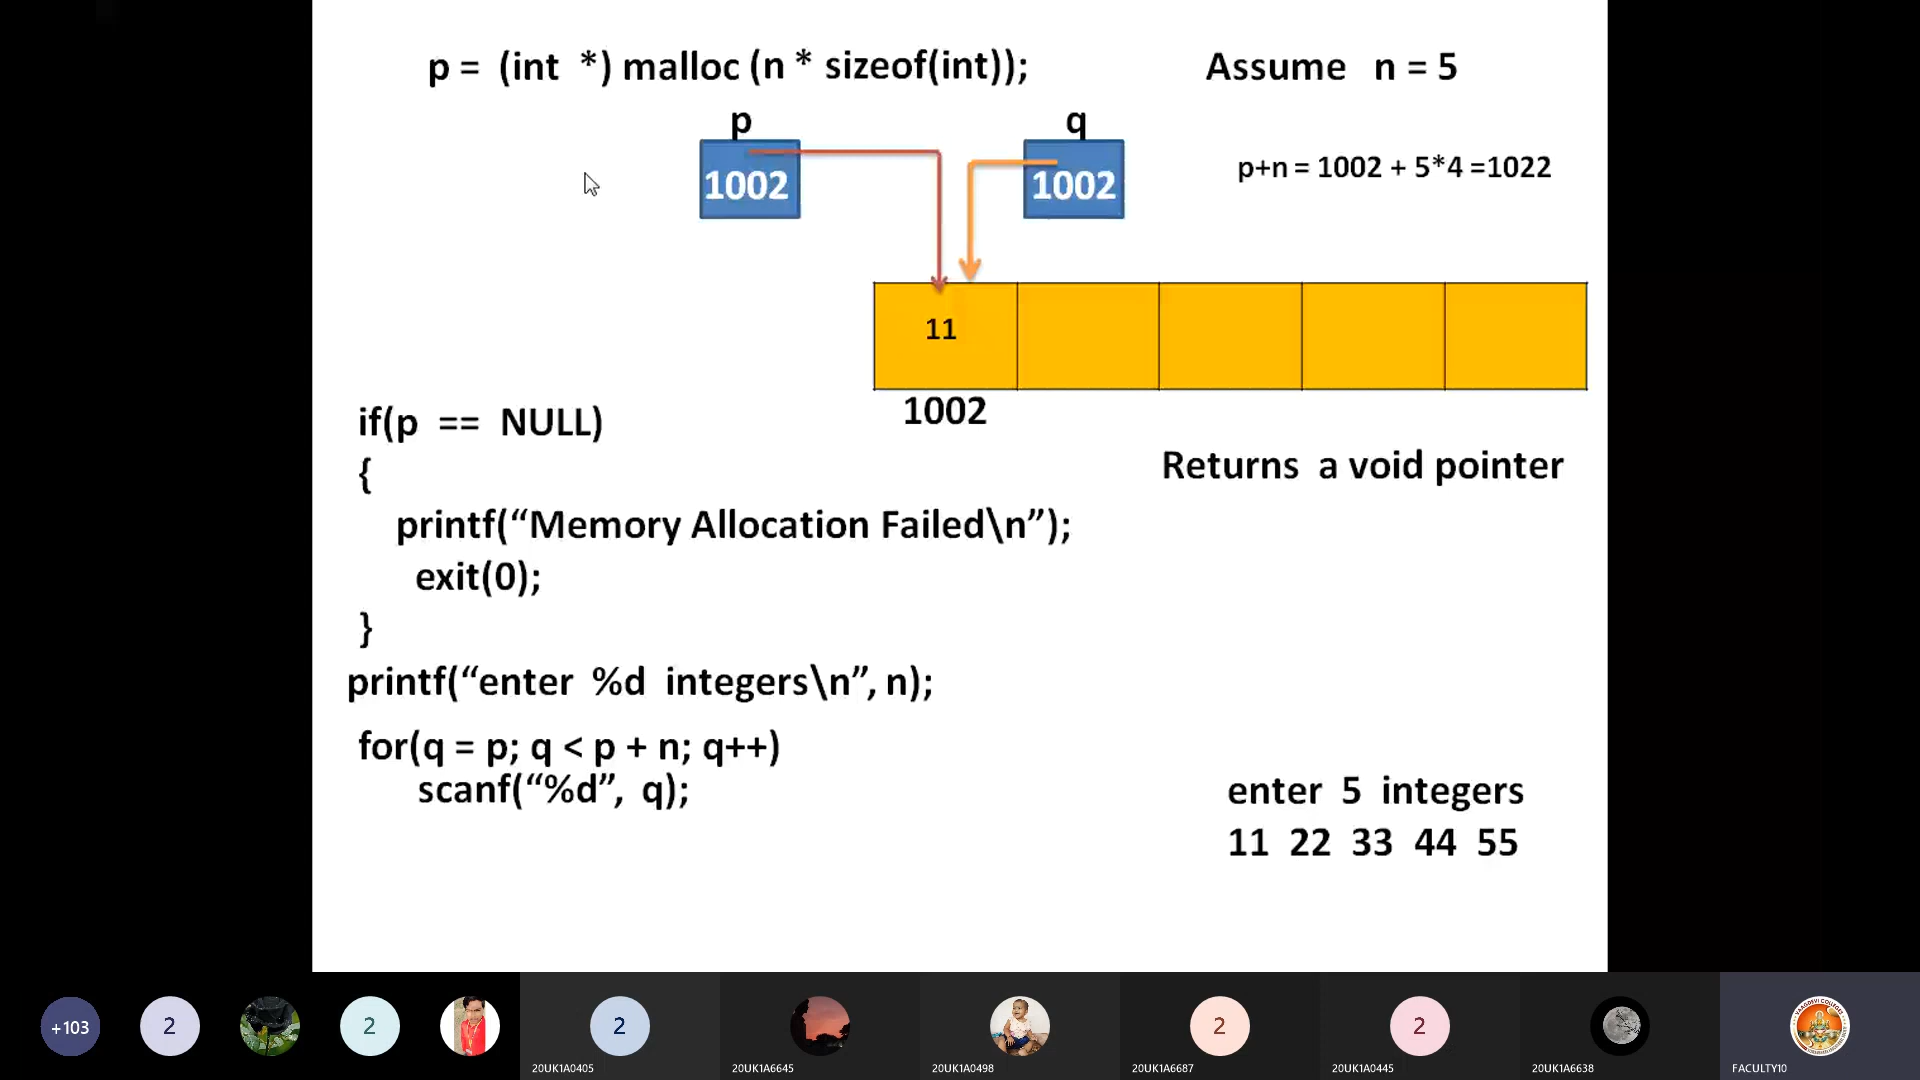 p = (int *) malloc (n * sizeof(int)); Assume n = 5
p q
1002 1002 p+n = 1002 + 5*4 =1022
11
1002
if(p == NULL)
{
Returns a void pointer
printf(“Memory Allocation Failed\n”);
exit(0);
}
printf(“enter %d integers\n”, n);
for(q = p; q < p + n; q++)
scanf(“%d”, q);
enter 5 integers
11 22 33 44 55
+103 2 2 2 2 2
20UK1A0405 20UK1A6645 20UK1A0498 20UK1A6687 20UK1A0445 20UK1A6638 FACULTY10